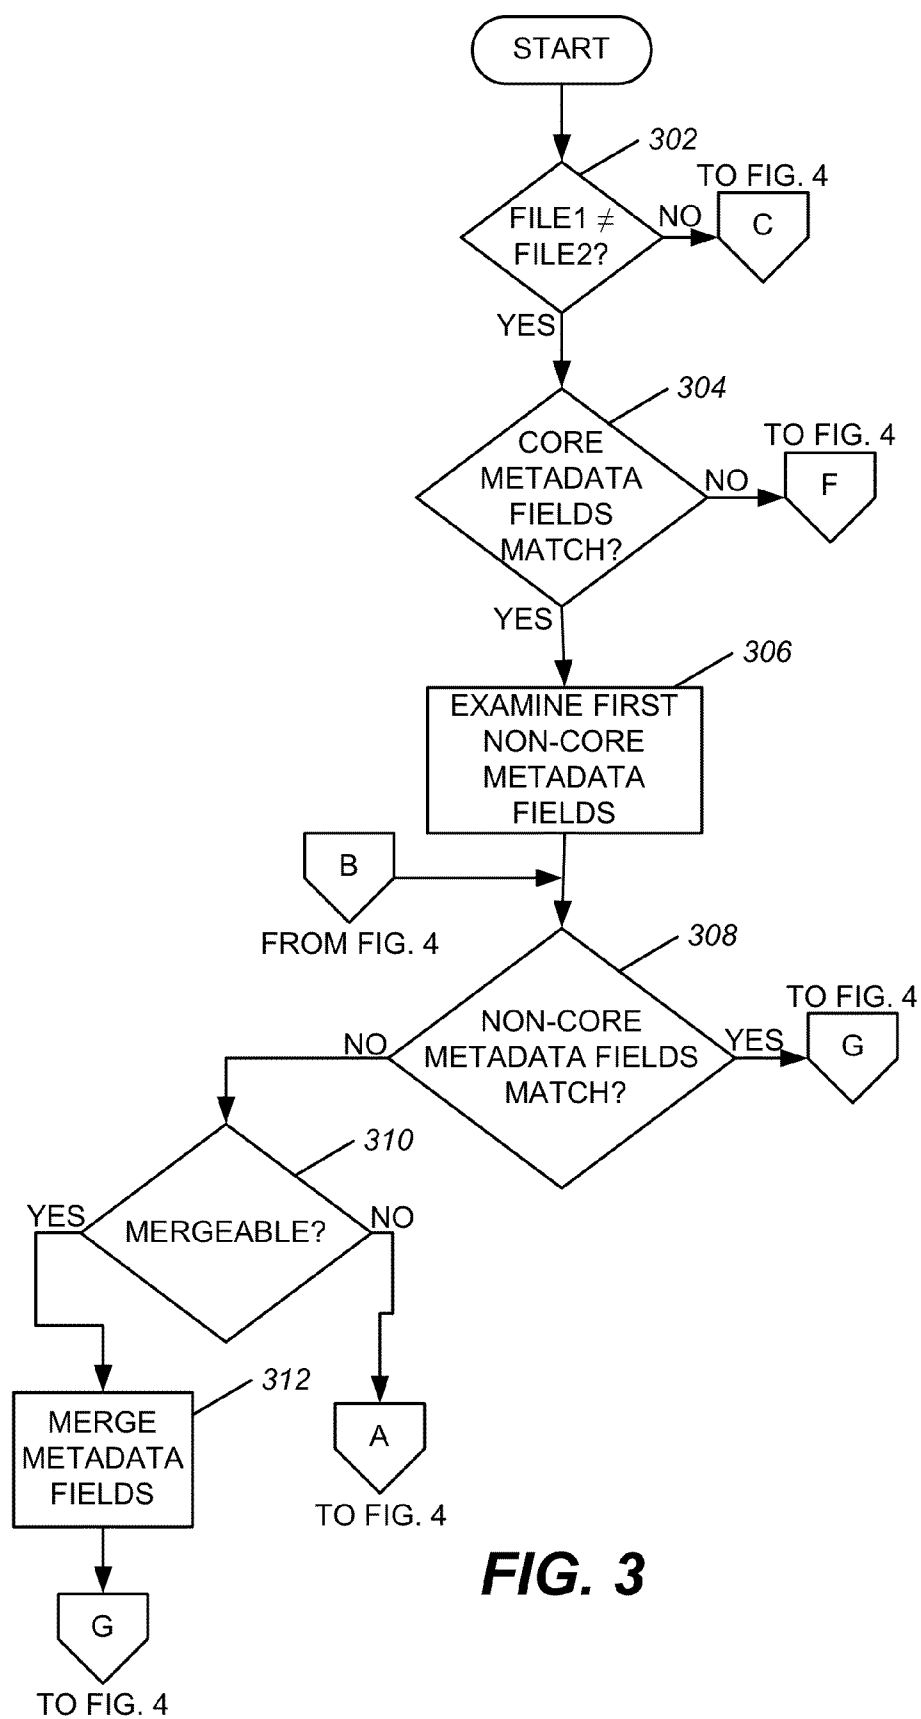 START
302
FILE1 ≠
FILE2?
NO
TO FIG. 4
C
YES
304
CORE
METADATA
FIELDS
MATCH?
NO
TO FIG. 4
F
YES
306
EXAMINE FIRST
NON-CORE
METADATA
FIELDS
B
FROM FIG. 4
308
NON-CORE
METADATA FIELDS
MATCH?
YES
TO FIG. 4
G
NO
310
MERGEABLE?
YES
NO
312
MERGE
METADATA
FIELDS
A
TO FIG. 4
G
TO FIG. 4
FIG. 3